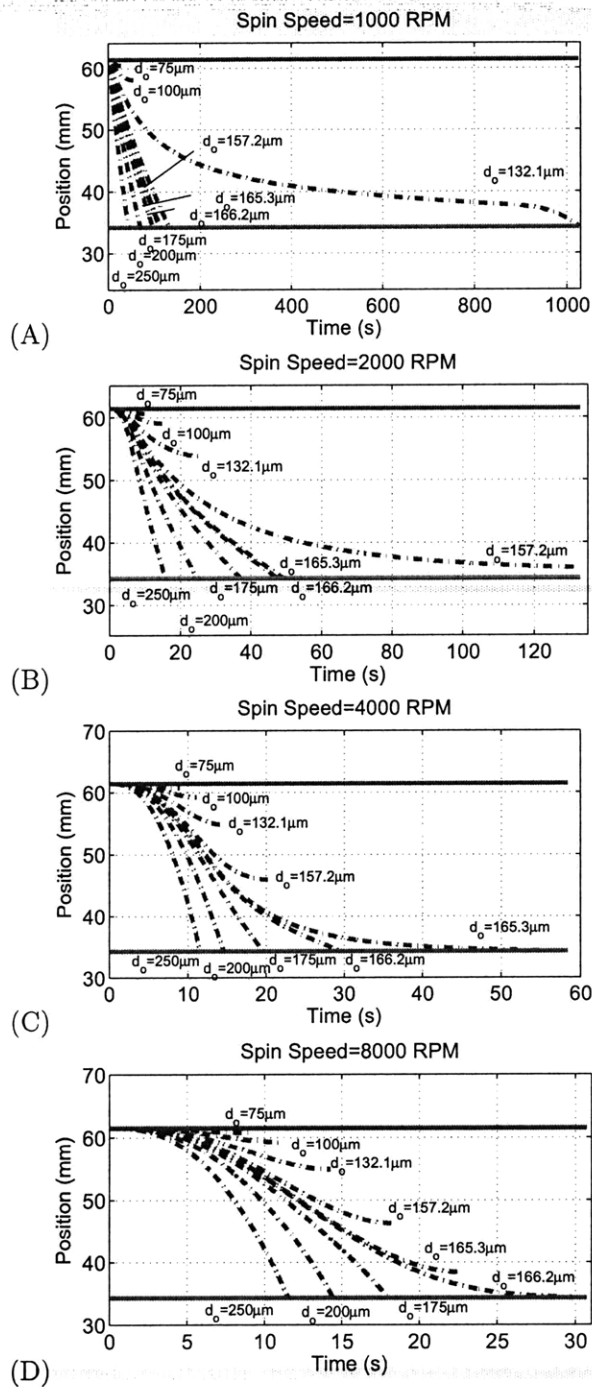 Spin Speed=1000 RPM
Position (mm)
60
50
40
30
d_o=75µm
d_o=100µm
d_o=157.2µm
d_o=132.1µm
d_o=165.3µm
d_o=166.2µm
d_o=175µm
d_o=200µm
d_o=250µm
0 200 400 600 800 1000
Time (s)
(A)
Spin Speed=2000 RPM
Position (mm)
60
50
40
30
d_o=75µm
d_o=100µm
d_o=132.1µm
d_o=165.3µm
d_o=157.2µm
d_o=250µm
d_o=175µm
d_o=166.2µm
d_o=200µm
0 20 40 60 80 100 120
Time (s)
(B)
Spin Speed=4000 RPM
Position (mm)
70
60
50
40
30
d_o=75µm
d_o=100µm
d_o=132.1µm
d_o=157.2µm
d_o=165.3µm
d_o=250µm
d_o=200µm
d_o=175µm
d_o=166.2µm
0 10 20 30 40 50 60
Time (s)
(C)
Spin Speed=8000 RPM
Position (mm)
70
60
50
40
30
d_o=75µm
d_o=100µm
d_o=132.1µm
d_o=157.2µm
d_o=165.3µm
d_o=166.2µm
d_o=250µm
d_o=200µm
d_o=175µm
0 5 10 15 20 25 30
Time (s)
(D)